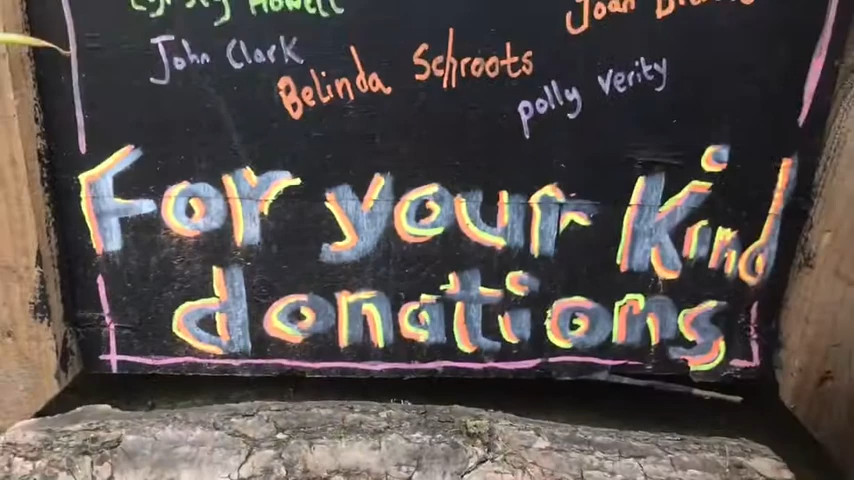 Howell
John Clark
Joan
Belinda Schroots
polly Verity
For your Kind
donations